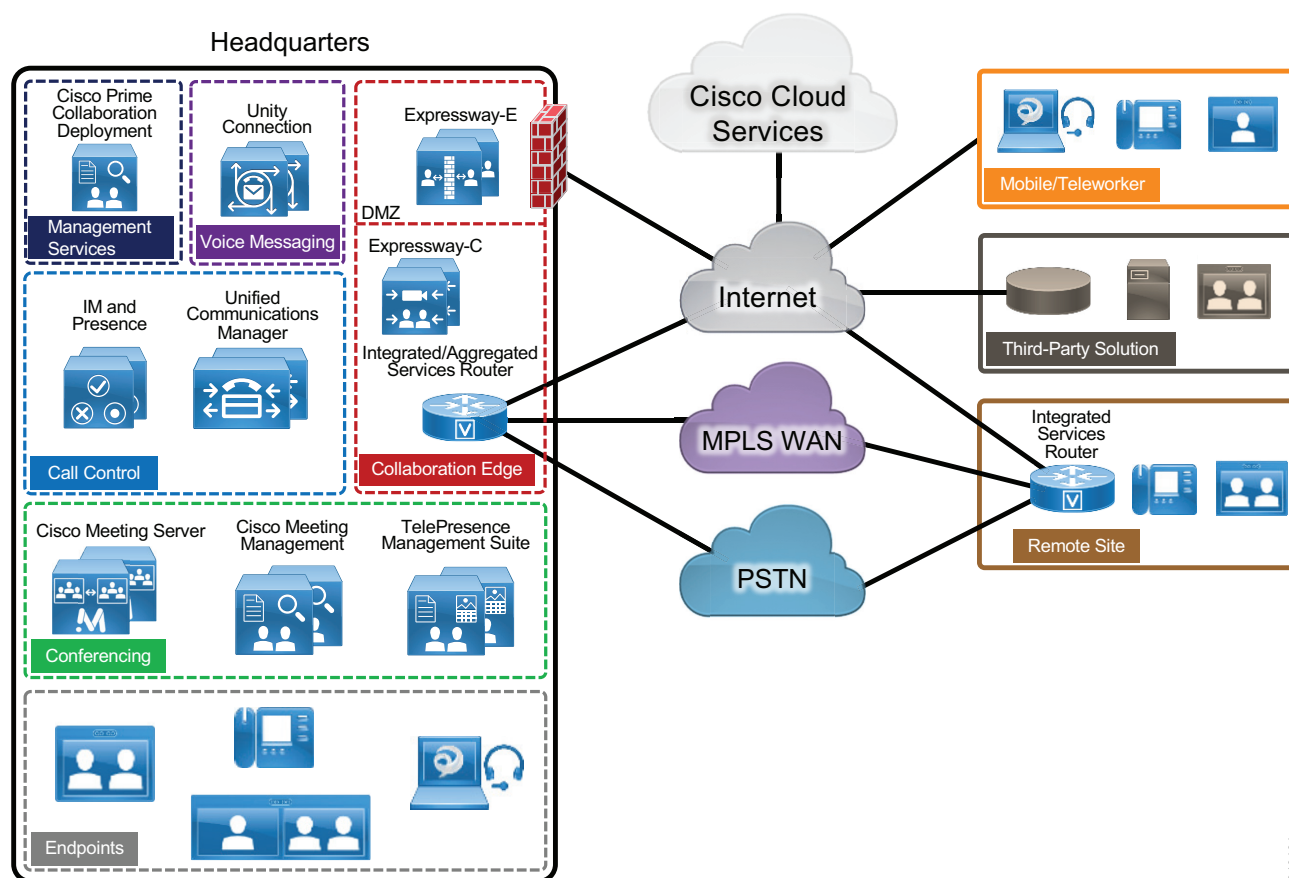 Headquarters
Cisco Prime
Collaboration
Deployment
Management
Services
Unity
Connection
Voice Messaging
Expressway-E
DMZ
Expressway-C
Integrated/Aggregated
Services Router
V
Collaboration Edge
IM and
Presence
Unified
Communications
Manager
Call Control
Cisco Meeting Server
Cisco Meeting
Management
TelePresence
Management Suite
Conferencing
Endpoints
Cisco Cloud
Services
Internet
MPLS WAN
PSTN
Mobile/Teleworker
Third-Party Solution
Integrated
Services
Router
V
Remote Site